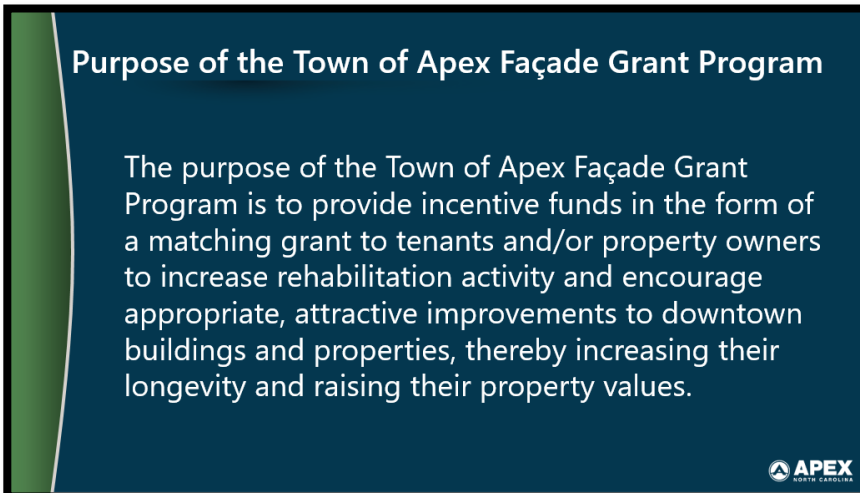 Purpose of the Town of Apex Façade Grant Program
The purpose of the Town of Apex Façade Grant
Program is to provide incentive funds in the form of
a matching grant to tenants and/or property owners
to increase rehabilitation activity and encourage
appropriate, attractive improvements to downtown
buildings and properties, thereby increasing their
longevity and raising their property values.
APEX
NORTH CAROLINA